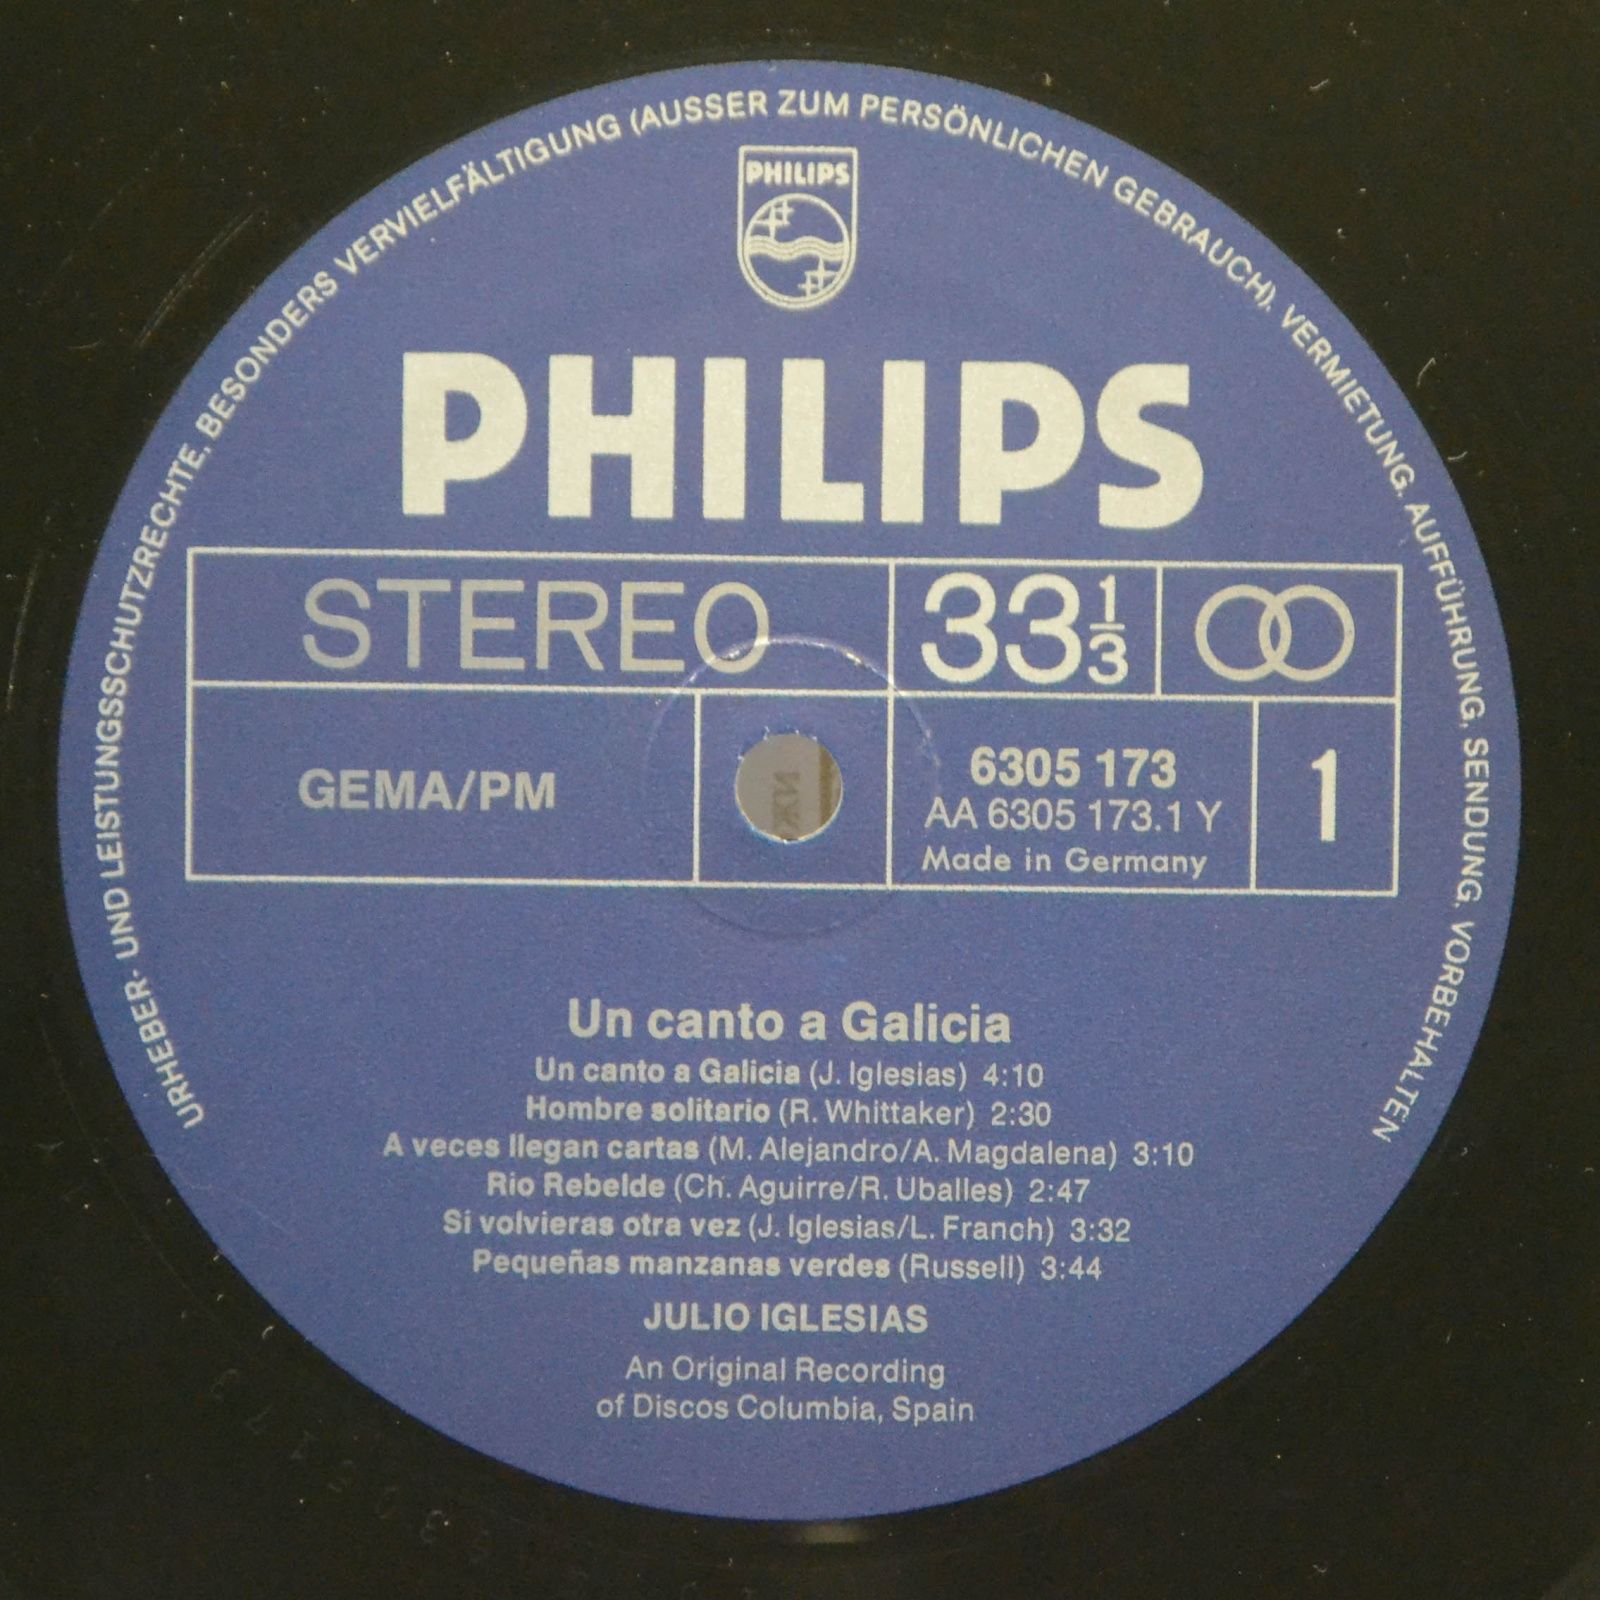 URHEBER- UND LEISTUNGSSCHUTZRECHTE, BESONDERS VERVIELFÄLTIGUNG (AUSSER ZUM PERSÖNLICHEN GEBRAUCH), VERMIETUNG, AUFFÜHRUNG, SENDUNG, VORBEHALTEN
PHILIPS
PHILIPS
STEREO 33 1/3
GEMA/PM
6305 173
AA 6305 173.1 Y
Made in Germany
1
Un canto a Galicia
Un canto a Galicia (J. Iglesias) 4:10
Hombre solitario (R. Whittaker) 2:30
A veces llegan cartas (M. Alejandro/A. Magdalena) 3:10
Rio Rebelde (Ch. Aguirre/R. Uballes) 2:47
Si volvieras otra vez (J. Iglesias/L. Franch) 3:32
Pequeñas manzanas verdes (Russell) 3:44
JULIO IGLESIAS
An Original Recording
of Discos Columbia, Spain